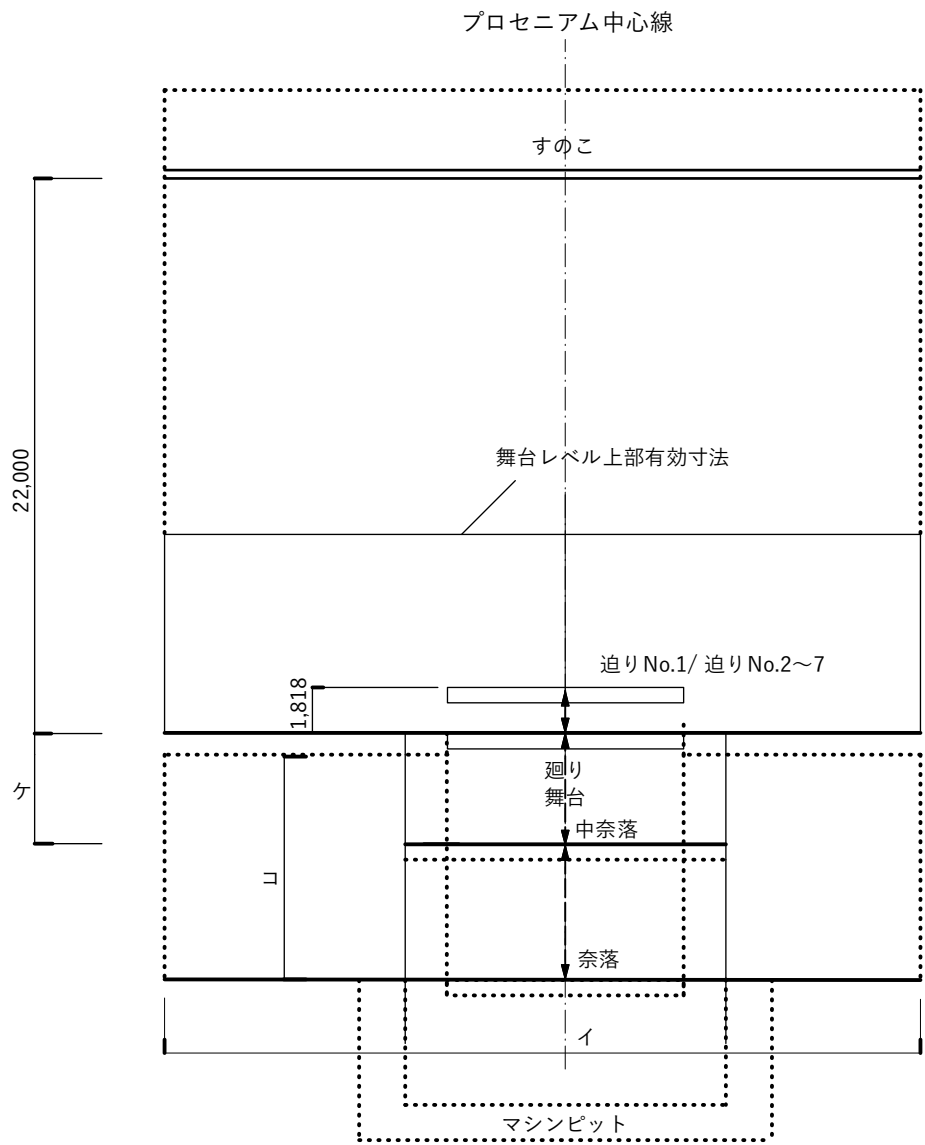 プロセニアム中心線
すのこ
22,000
舞台レベル上部有効寸法
迫りNo.1/ 迫りNo.2～7
1,818
廻り
舞台
ケ
中奈落
コ
奈落
イ
マシンピット